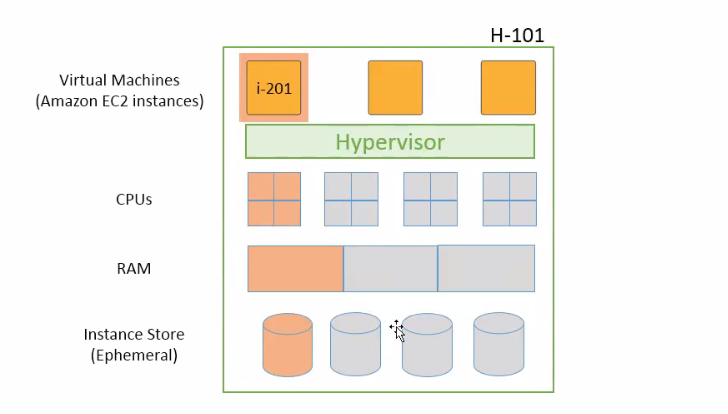 H-101
Virtual Machines
(Amazon EC2 instances)
i-201
Hypervisor
CPUs
RAM
Instance Store
(Ephemeral)